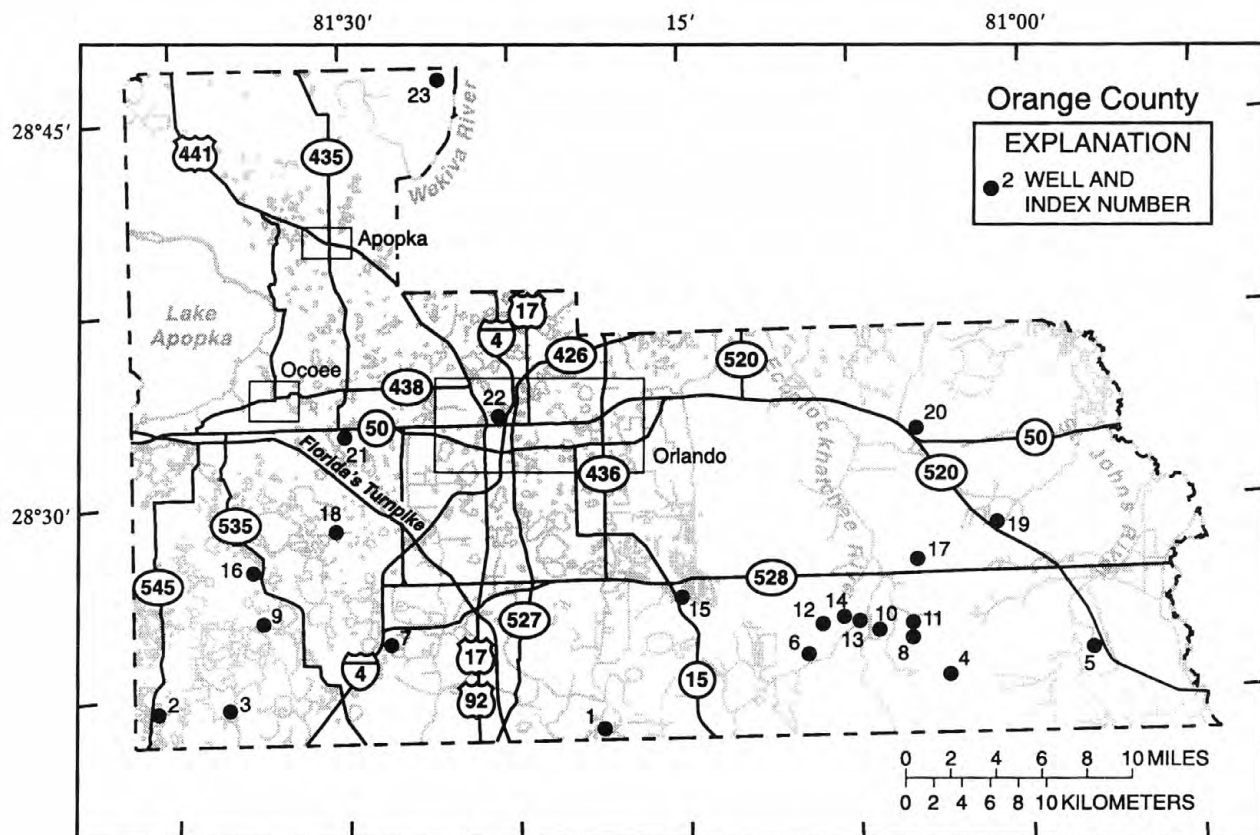 81°30′ 15′ 81°00′
Orange County
EXPLANATION
2 WELL AND
INDEX NUMBER
23
28°45′
441 435
Wekiva River
Apopka
Lake
Apopka
17
4
426
520
Ocoee
438
22
20
50
50
21
Orlando
Florida's Turnpike
436
520
Econlockhatchee River
Johns River
28°30′
18
535
19
17
16
528
545
15
14
12
11
10
13
9
527
6
8
7
4
17
4
5
15
92
2
3
1
0 2 4 6 8 10 MILES
0 2 4 6 8 10 KILOMETERS